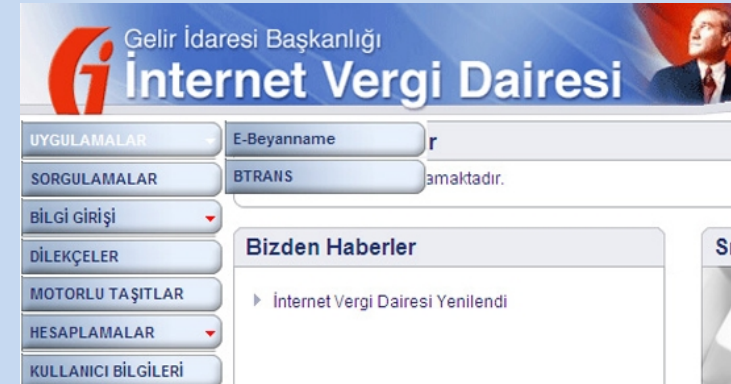 Gelir İdaresi Başkanlığı
İnternet Vergi Dairesi
UYGULAMALAR
E-Beyanname
BTRANS
SORGULAMALAR
amaktadır.
BİLGİ GİRİŞİ
DİLEKÇELER
MOTORLU TAŞITLAR
HESAPLAMALAR
KULLANICI BİLGİLERİ
Bizden Haberler
İnternet Vergi Dairesi Yenilendi